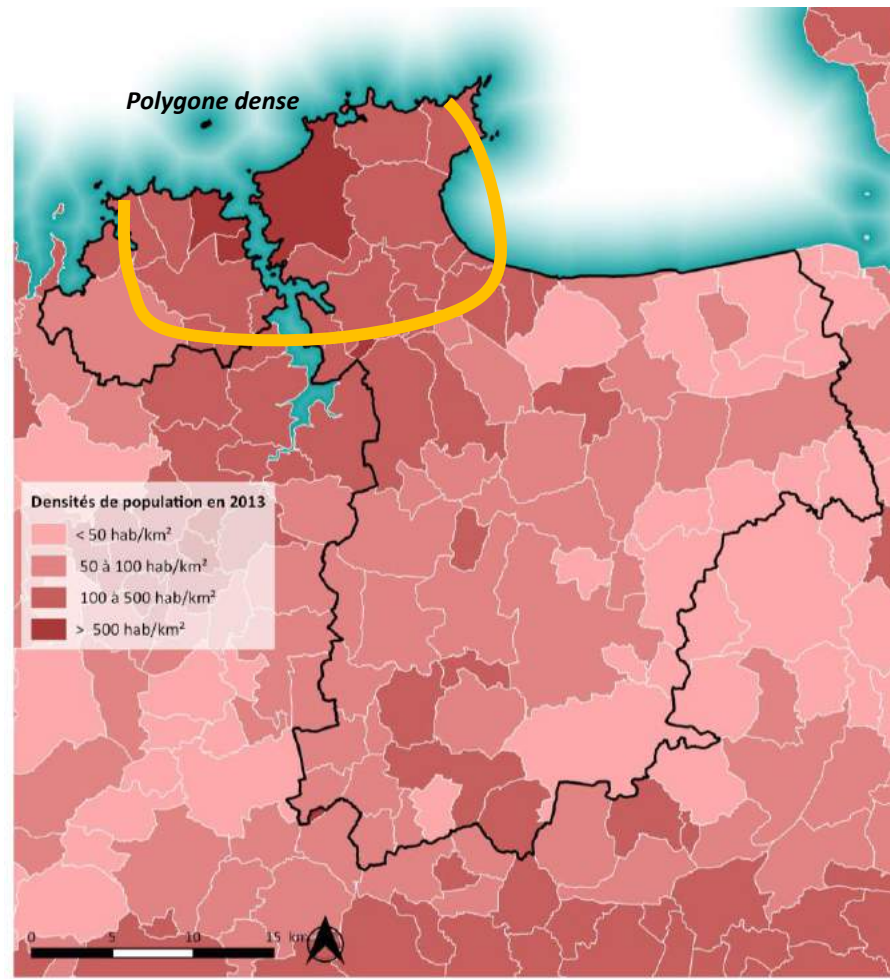 Polygone dense
Densités de population en 2013
< 50 hab/km²
50 à 100 hab/km²
100 à 500 hab/km²
> 500 hab/km²
0 5 10 15 km